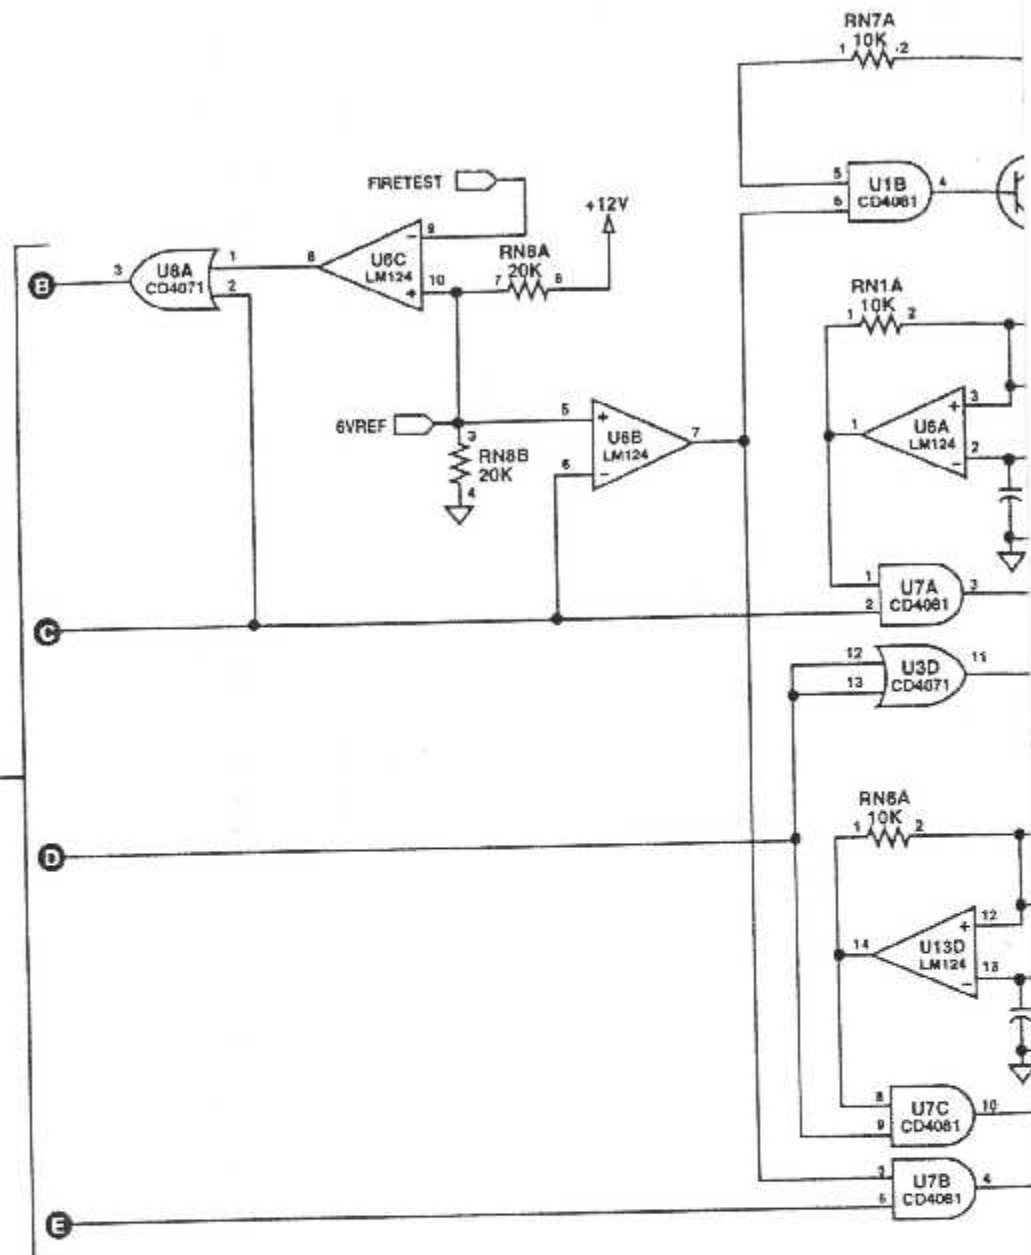 RN7A
10K
1 2
5
U1B
CD4081
4
6
FIRETEST
+12V
9
-
U6C
LM124
8
10
+
RN8A
20K
7 8
B
3
U8A
CD4071
1
2
RN1A
10K
1 2
6VREF
5
+
U6B
LM124
7
6
-
3
RN8B
20K
4
3
+
U6A
LM124
1
2
-
1
U7A
CD4081
3
2
C
12
U3D
CD4071
11
13
RN6A
10K
1 2
D
12
+
U13D
LM124
14
13
-
8
U7C
CD4081
10
9
U7B
CD4081
4
E